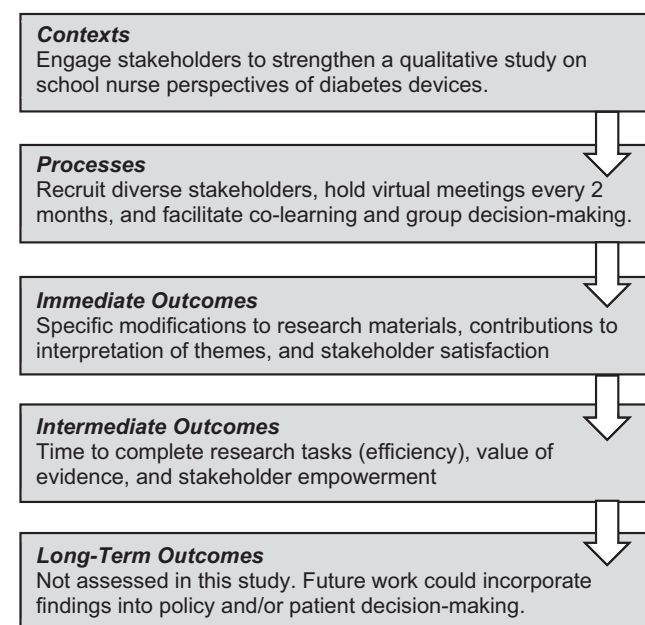 Contexts
Engage stakeholders to strengthen a qualitative study on
school nurse perspectives of diabetes devices.
Processes
Recruit diverse stakeholders, hold virtual meetings every 2
months, and facilitate co-learning and group decision-making.
Immediate Outcomes
Specific modifications to research materials, contributions to
interpretation of themes, and stakeholder satisfaction
Intermediate Outcomes
Time to complete research tasks (efficiency), value of
evidence, and stakeholder empowerment
Long-Term Outcomes
Not assessed in this study. Future work could incorporate
findings into policy and/or patient decision-making.